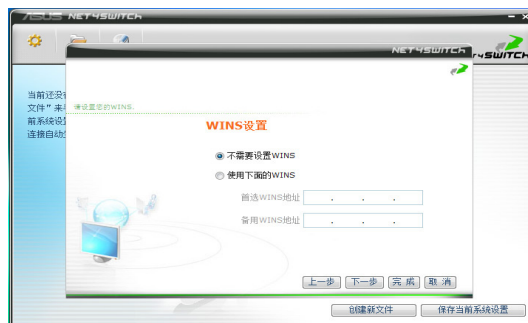 ASUS NET4SWITCH
NET4SWITCH
当前还没
文件”来
前系统设
连接自动
请设置您的WINS.
WINS设置
不需要设置WINS
使用下面的WINS
首选WINS地址 . . .
备用WINS地址 . . .
上一步 下一步 完成 取消
创建新文件 保存当前系统设置